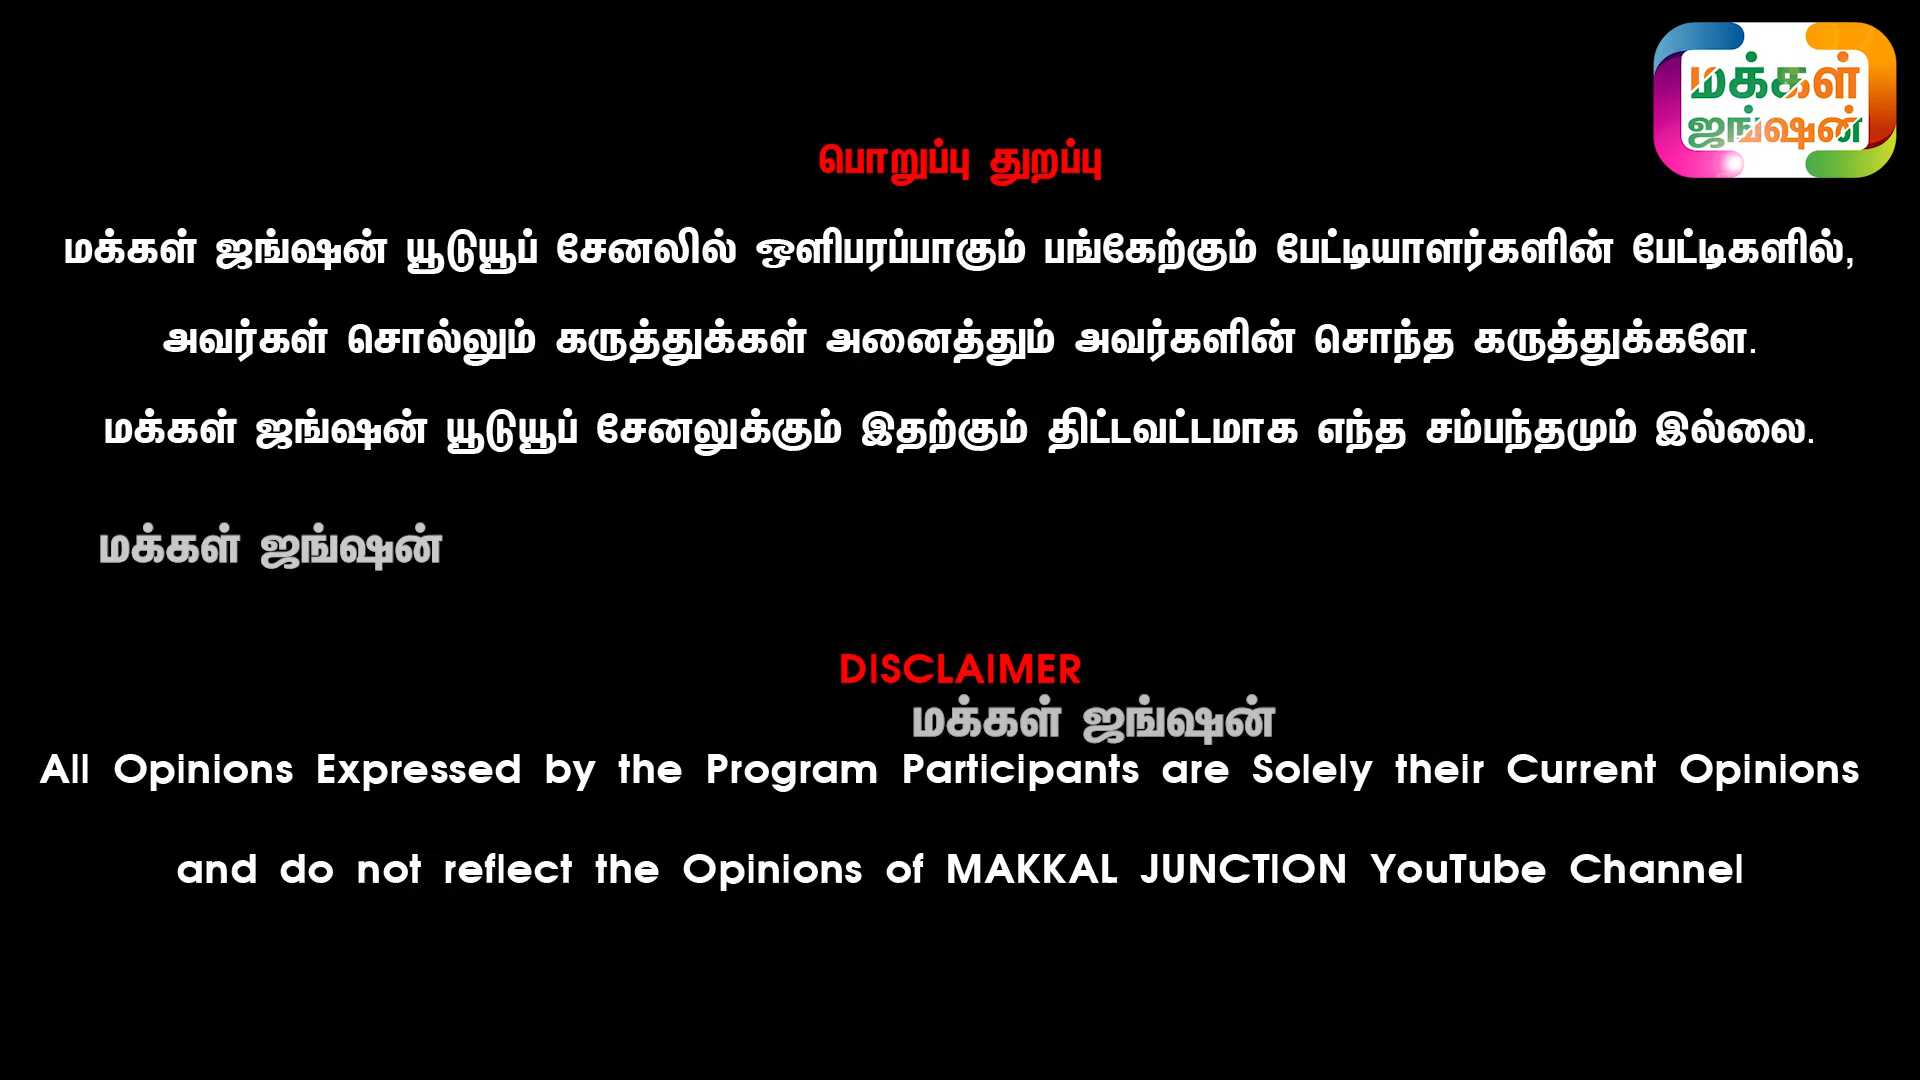 மக்கள்
ஜங்ஷன்
பொறுப்பு துறப்பு
மக்கள் ஜங்ஷன் யூடுயூப் சேனலில் ஒளிபரப்பாகும் பங்கேற்கும் பேட்டியாளர்களின் பேட்டிகளில்,
அவர்கள் சொல்லும் கருத்துக்கள் அனைத்தும் அவர்களின் சொந்த கருத்துக்களே.
மக்கள் ஜங்ஷன் யூடுயூப் சேனலுக்கும் இதற்கும் திட்டவட்டமாக எந்த சம்பந்தமும் இல்லை.
மக்கள் ஜங்ஷன்
DISCLAIMER
மக்கள் ஜங்ஷன்
All Opinions Expressed by the Program Participants are Solely their Current Opinions
and do not reflect the Opinions of MAKKAL JUNCTION YouTube Channel